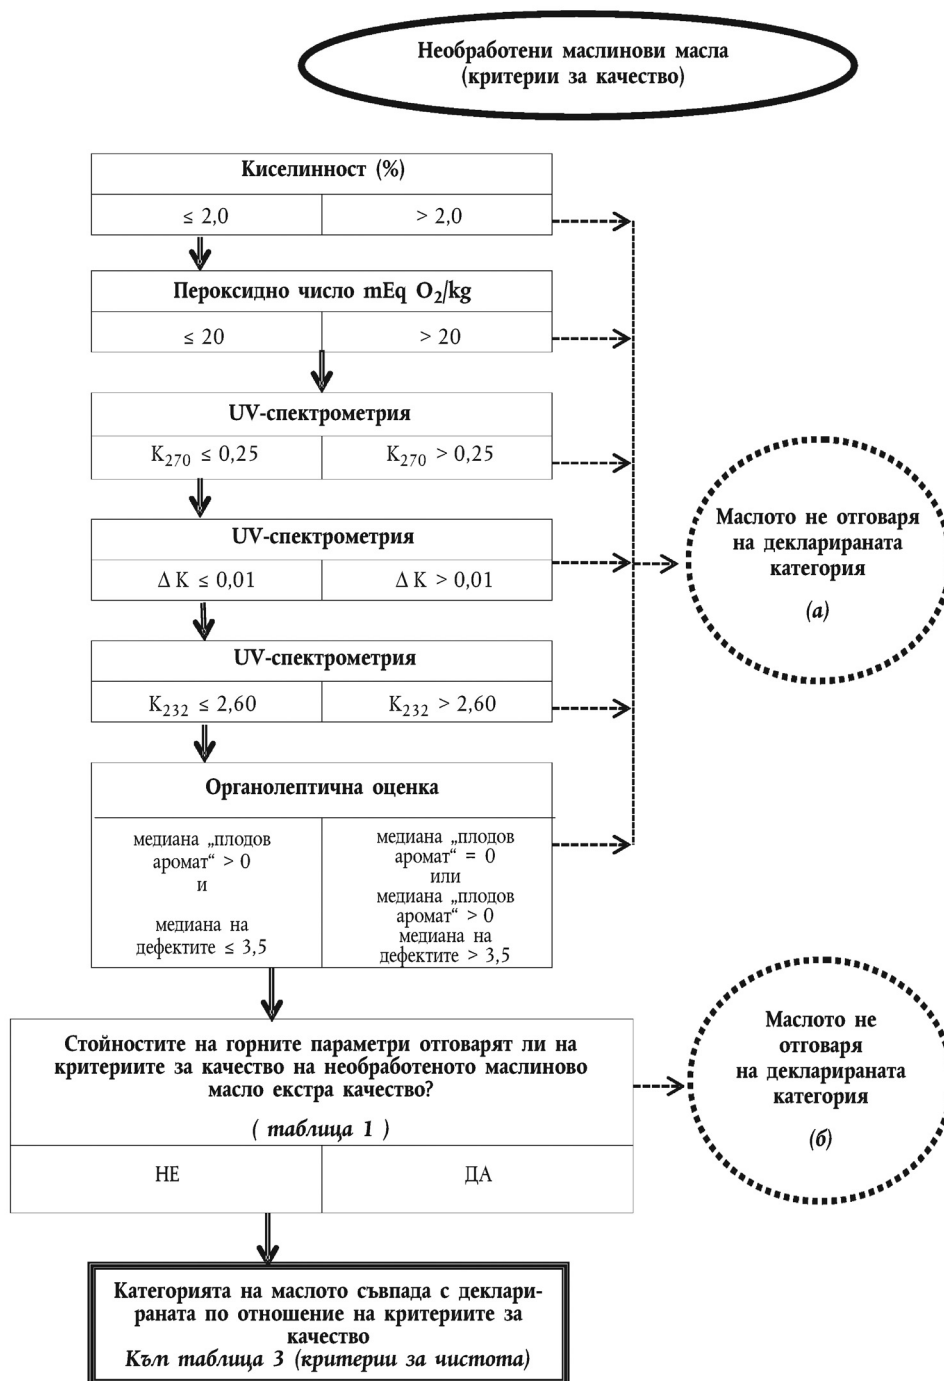 Необработени маслинови масла
(критерии за качество)
Киселинност (%)
≤ 2,0
> 2,0
Пероксидно число mEq O₂/kg
≤ 20
> 20
UV-спектрометрия
K₂₇₀ ≤ 0,25
K₂₇₀ > 0,25
UV-спектрометрия
Δ K ≤ 0,01
Δ K > 0,01
UV-спектрометрия
K₂₃₂ ≤ 2,60
K₂₃₂ > 2,60
Органолептична оценка
медиана „плодов
аромат“ > 0
и
медиана на
дефектите ≤ 3,5
медиана „плодов
аромат“ = 0
или
медиана „плодов
аромат“ > 0
медиана на
дефектите > 3,5
Маслото не отговаря
на декларираната
категория
(а)
Стойностите на горните параметри отговарят ли на
критериите за качество на необработеното маслиново
масло екстра качество?
( таблица 1 )
НЕ
ДА
Маслото не
отговаря
на декларираната
категория
(б)
Категорията на маслото съвпада с деклари-
раната по отношение на критериите за
качество
Към таблица 3 (критерии за чистота)